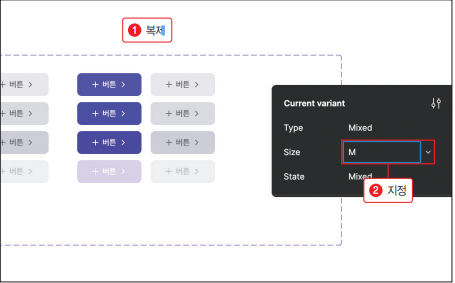 1 복제
+ 버튼 > + 버튼 > + 버튼 >
+ 버튼 > + 버튼 > + 버튼 >
+ 버튼 > + 버튼 > + 버튼 >
+ 버튼 > + 버튼 > + 버튼 >
Current variant
Type Mixed
Size M
State Mixed
2 지정